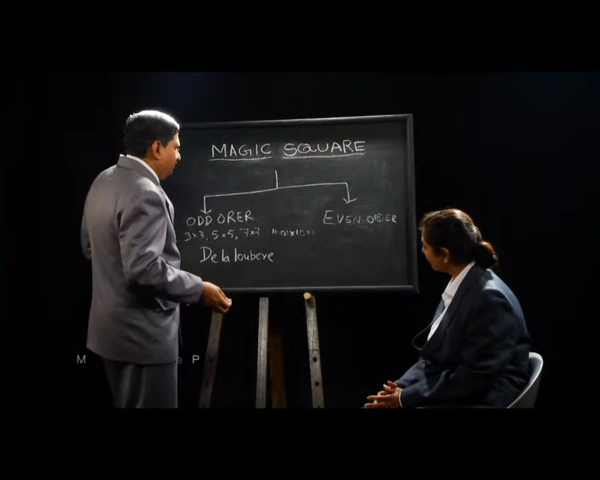 MAGIC SQUARE
ODD ORER
EVEN ORDER
3×3, 5×5, 7×7
De la loubere
M
e P